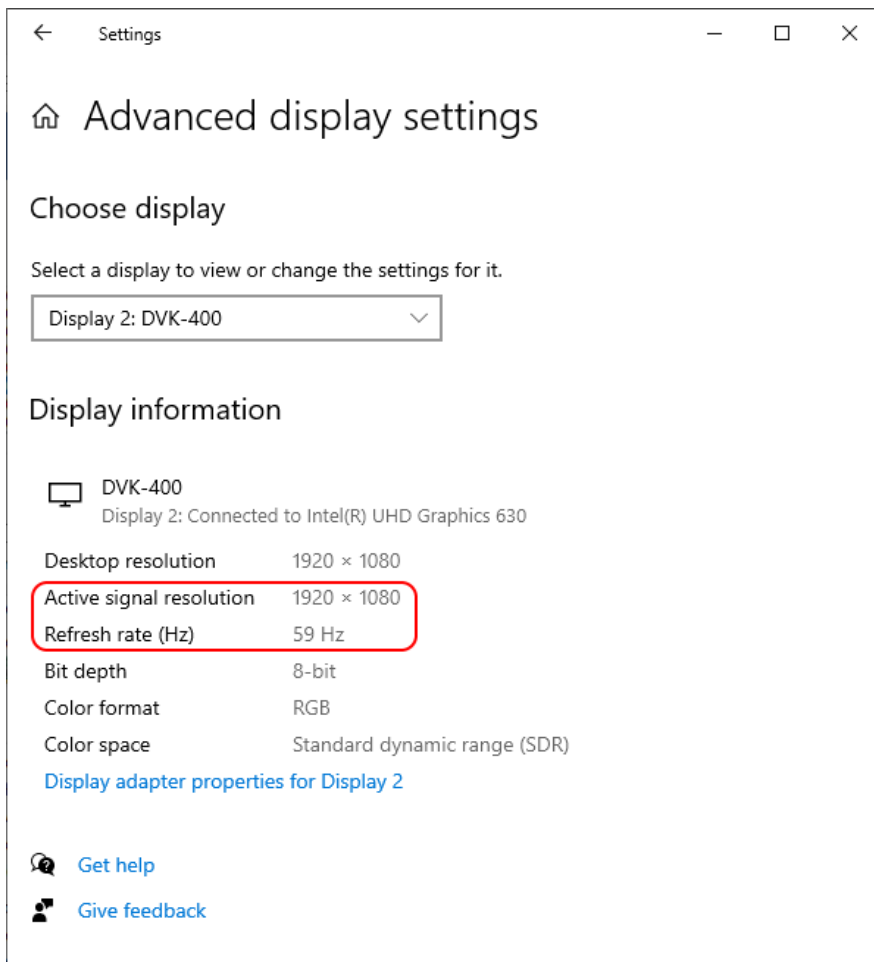 Settings
Advanced display settings
Choose display
Select a display to view or change the settings for it.
Display 2: DVK-400
Display information
DVK-400
Display 2: Connected to Intel(R) UHD Graphics 630
Desktop resolution 1920 × 1080
Active signal resolution 1920 × 1080
Refresh rate (Hz) 59 Hz
Bit depth 8-bit
Color format RGB
Color space Standard dynamic range (SDR)
Display adapter properties for Display 2
Get help
Give feedback